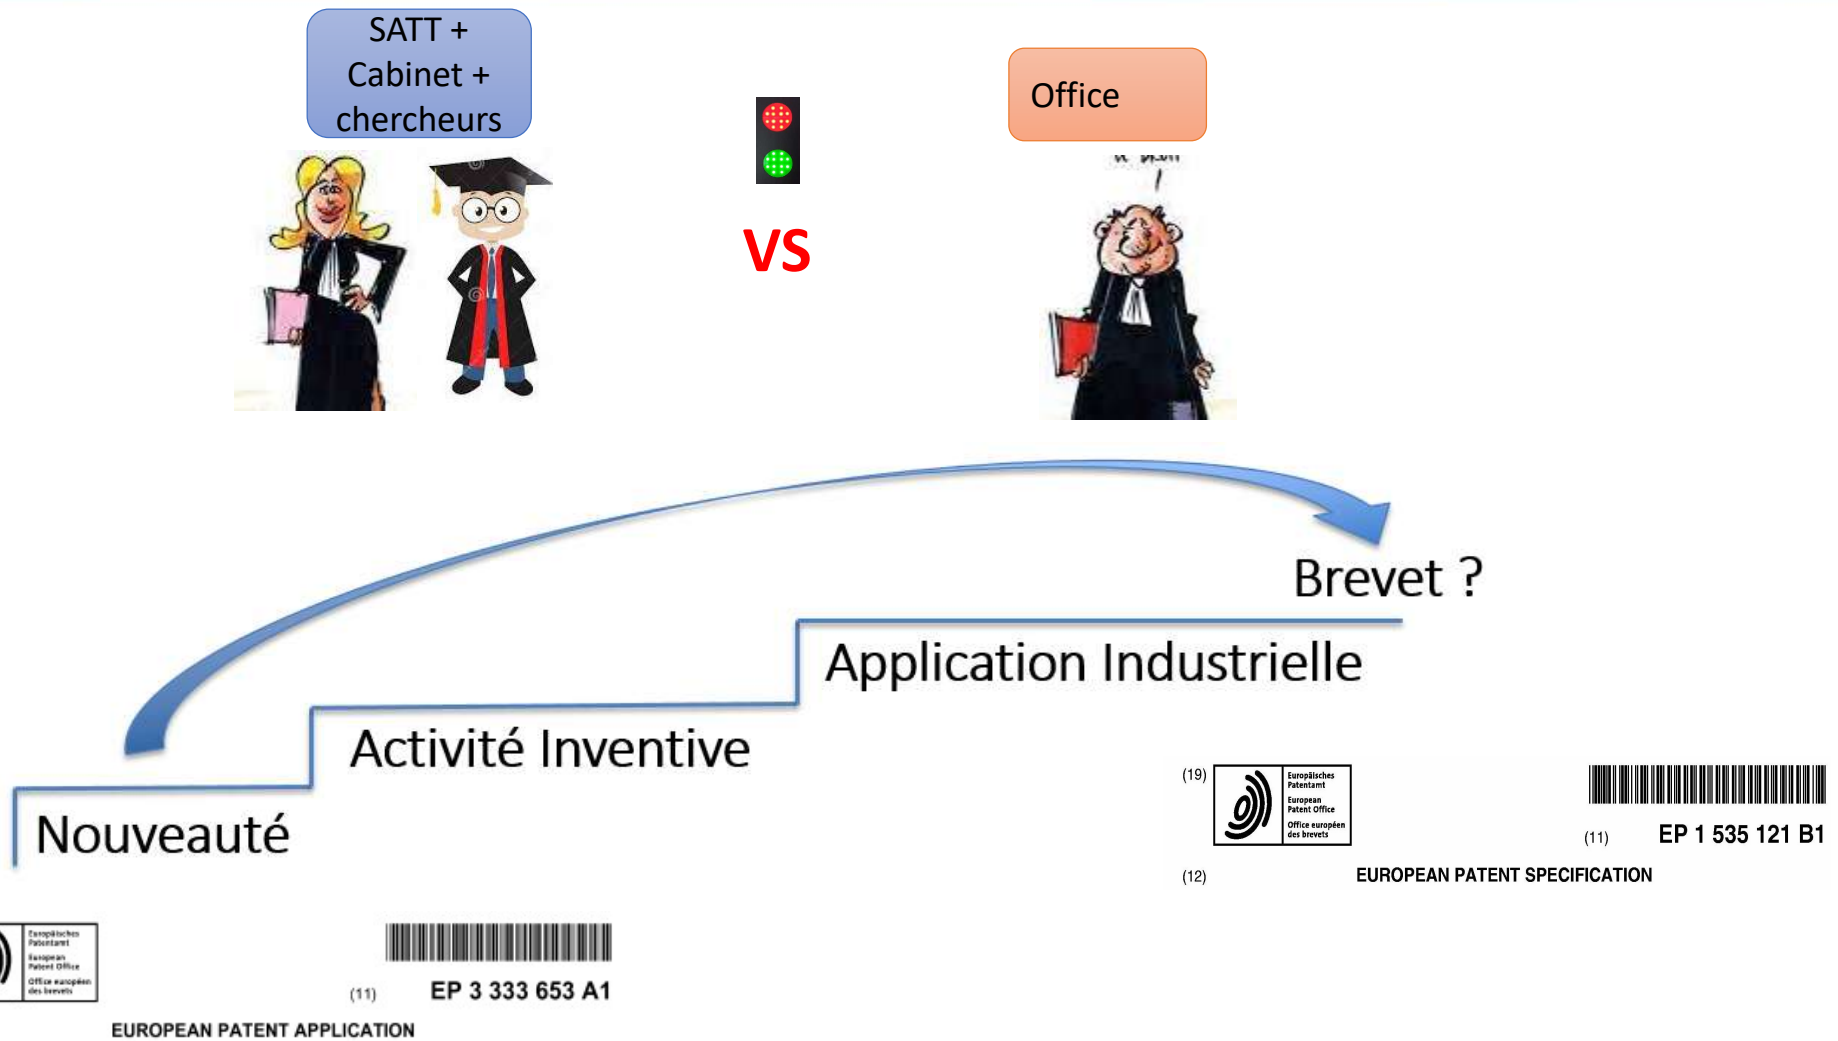 SATT +
Cabinet +
chercheurs
Office
VS
Brevet ?
Application Industrielle
Activité Inventive
Nouveauté
(19)
Europäisches
Patentamt
European
Patent Office
Office européen
des brevets
(11) EP 1 535 121 B1
(12) EUROPEAN PATENT SPECIFICATION
Europäisches
Patentamt
European
Patent Office
Office européen
des brevets
(11) EP 3 333 653 A1
EUROPEAN PATENT APPLICATION